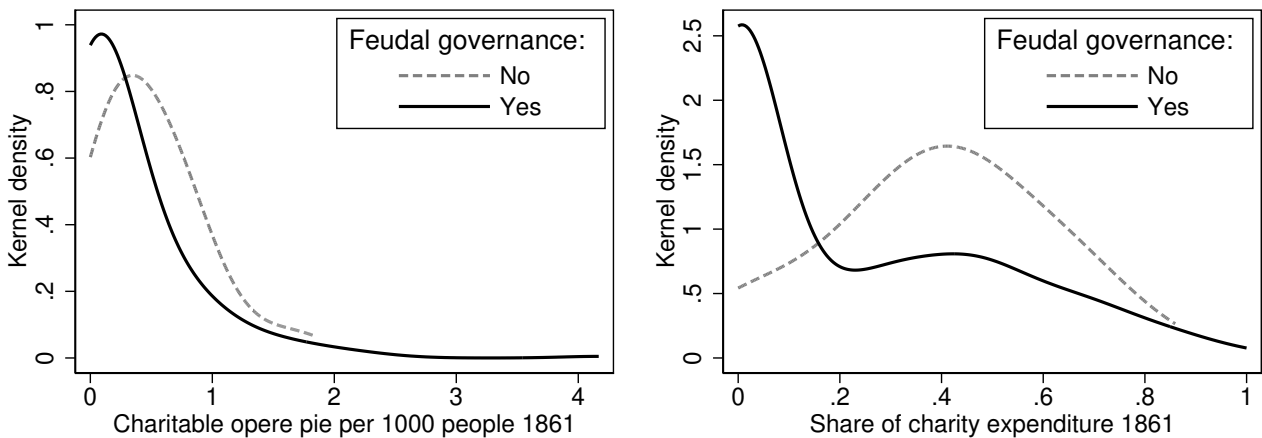 Kernel density
0
.2
.4
.6
.8
1
Feudal governance:
No
Yes
0 1 2 3 4
Charitable opere pie per 1000 people 1861
Kernel density
0
.5
1
1.5
2
2.5
Feudal governance:
No
Yes
0 .2 .4 .6 .8 1
Share of charity expenditure 1861